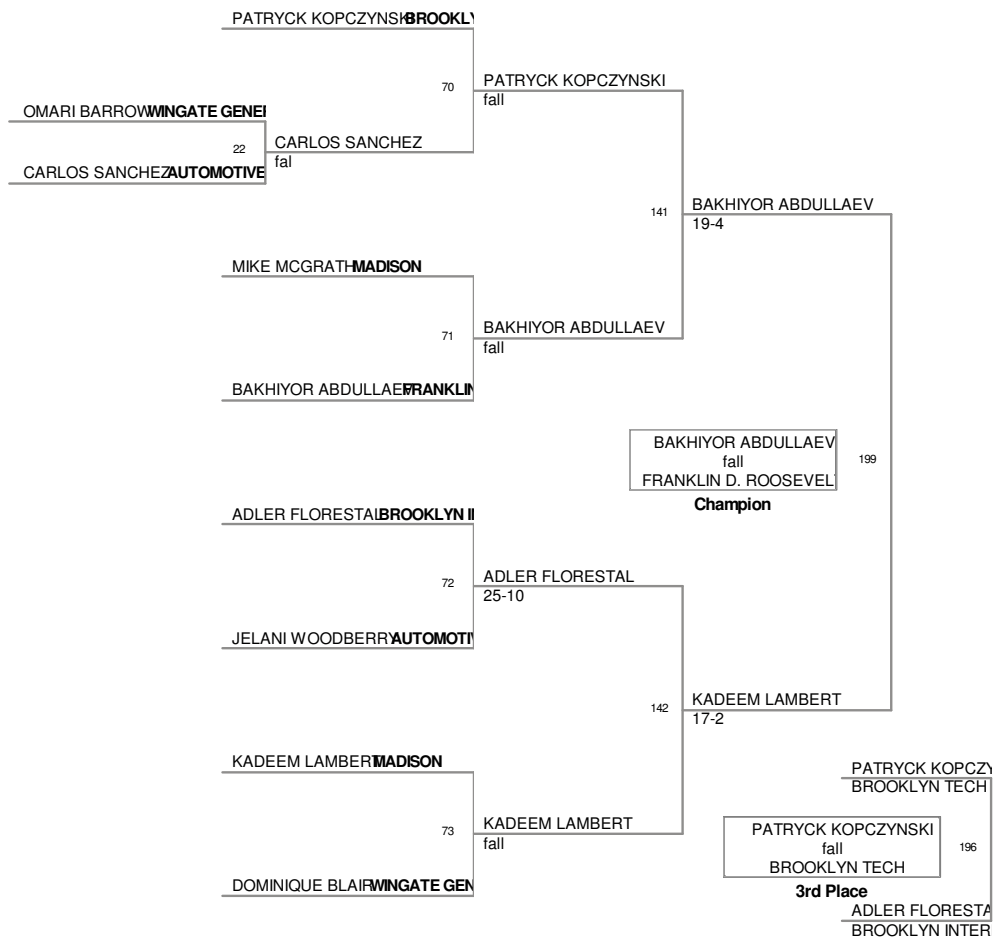 PATRYCK KOPCZYNSKI BROOKLY
70
PATRYCK KOPCZYNSKI
fall
OMARI BARROW WINGATE GENE
22
CARLOS SANCHEZ
fal
CARLOS SANCHEZ AUTOMOTIVE
141
BAKHIYOR ABDULLAEV
19-4
MIKE MCGRATH MADISON
71
BAKHIYOR ABDULLAEV
fall
BAKHIYOR ABDULLAEV FRANKLIN
BAKHIYOR ABDULLAEV
fall
FRANKLIN D. ROOSEVEL
199
Champion
ADLER FLORESTAL BROOKLYN I
72
ADLER FLORESTAL
25-10
JELANI WOODBERRY AUTOMOTI
142
KADEEM LAMBERT
17-2
KADEEM LAMBERT MADISON
73
KADEEM LAMBERT
fall
DOMINIQUE BLAIR WINGATE GEN
PATRYCK KOPCZY
BROOKLYN TECH
PATRYCK KOPCZYNSKI
fall
BROOKLYN TECH
196
3rd Place
ADLER FLORESTA
BROOKLYN INTER